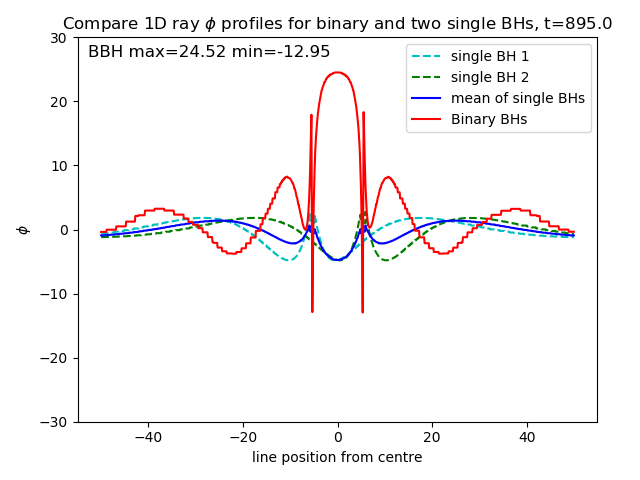 Compare 1D ray ϕ profiles for binary and two single BHs, t=895.0
BBH max=24.52 min=-12.95
single BH 1
single BH 2
mean of single BHs
Binary BHs
30
20
10
0
−10
−20
−30
ϕ
−40
−20
0
20
40
line position from centre